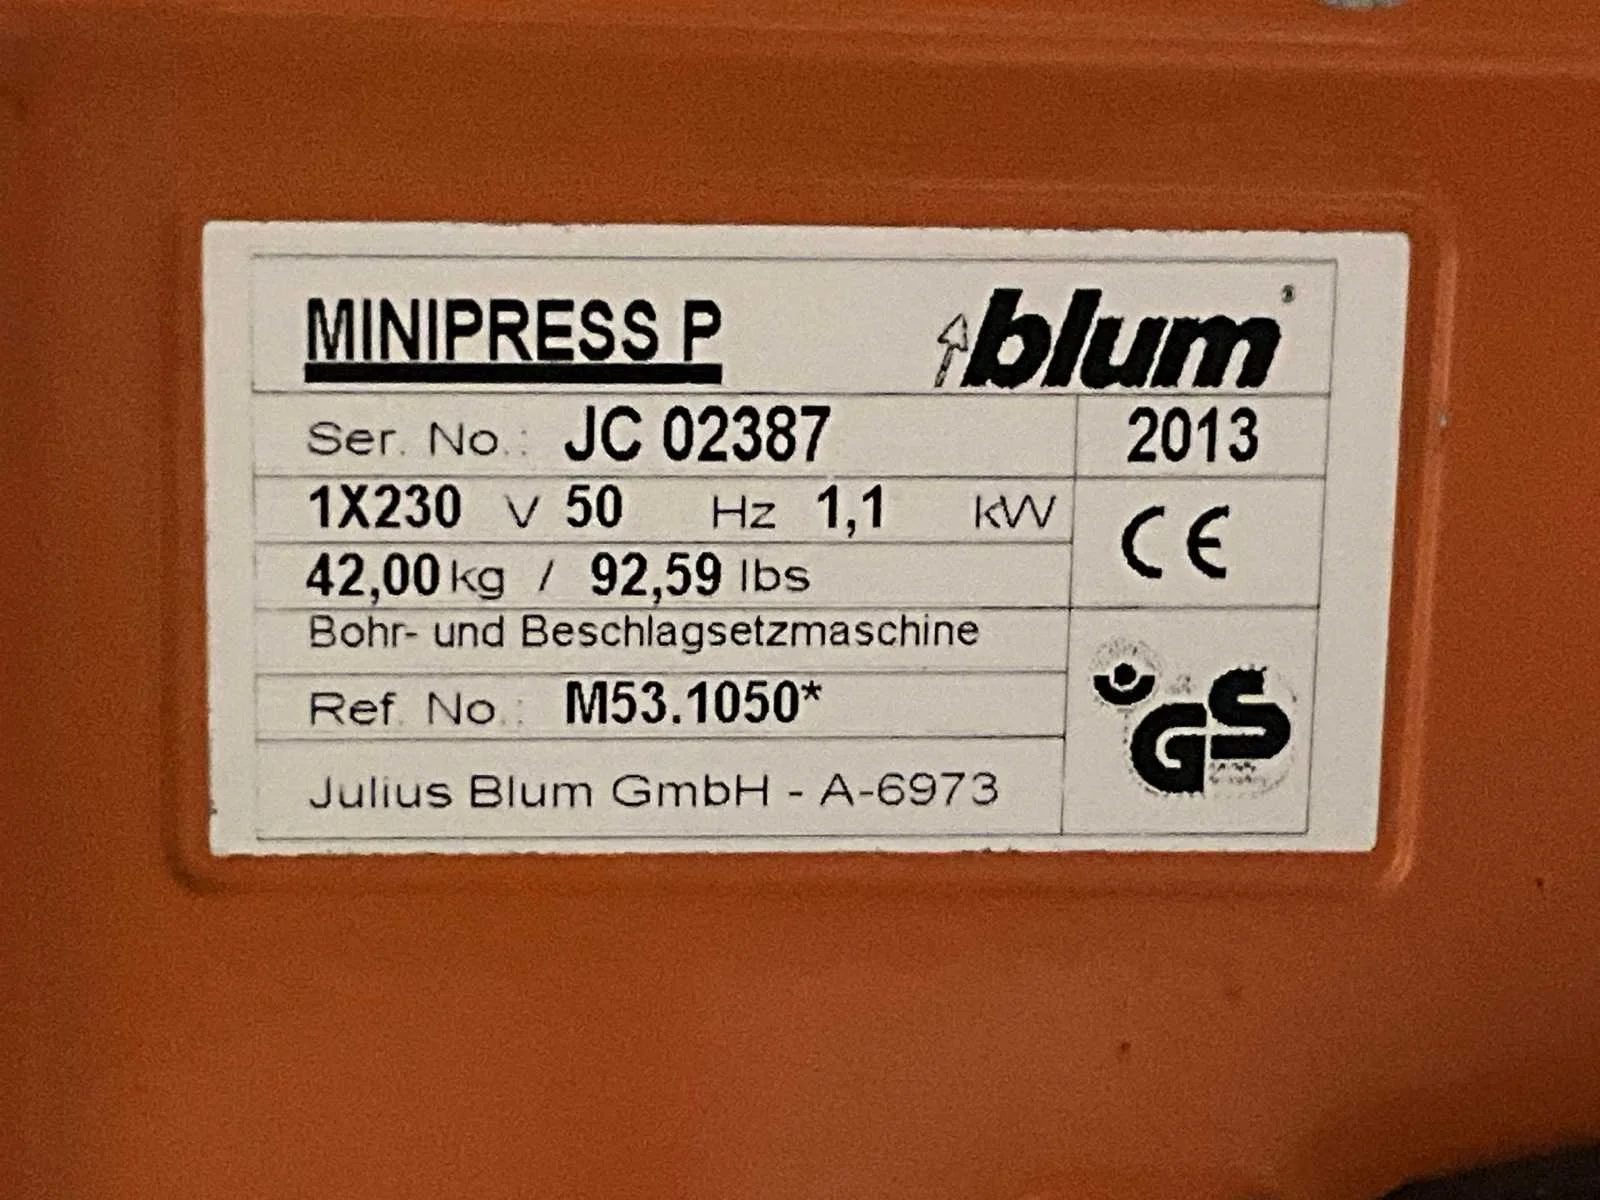 MINIPRESS P
blum®
Ser. No.: JC 02387
2013
1X230 V 50 Hz 1,1 kW
CE
42,00 kg / 92,59 lbs
Bohr- und Beschlagsetzmaschine
Ref. No.: M53.1050*
GS
Julius Blum GmbH - A-6973